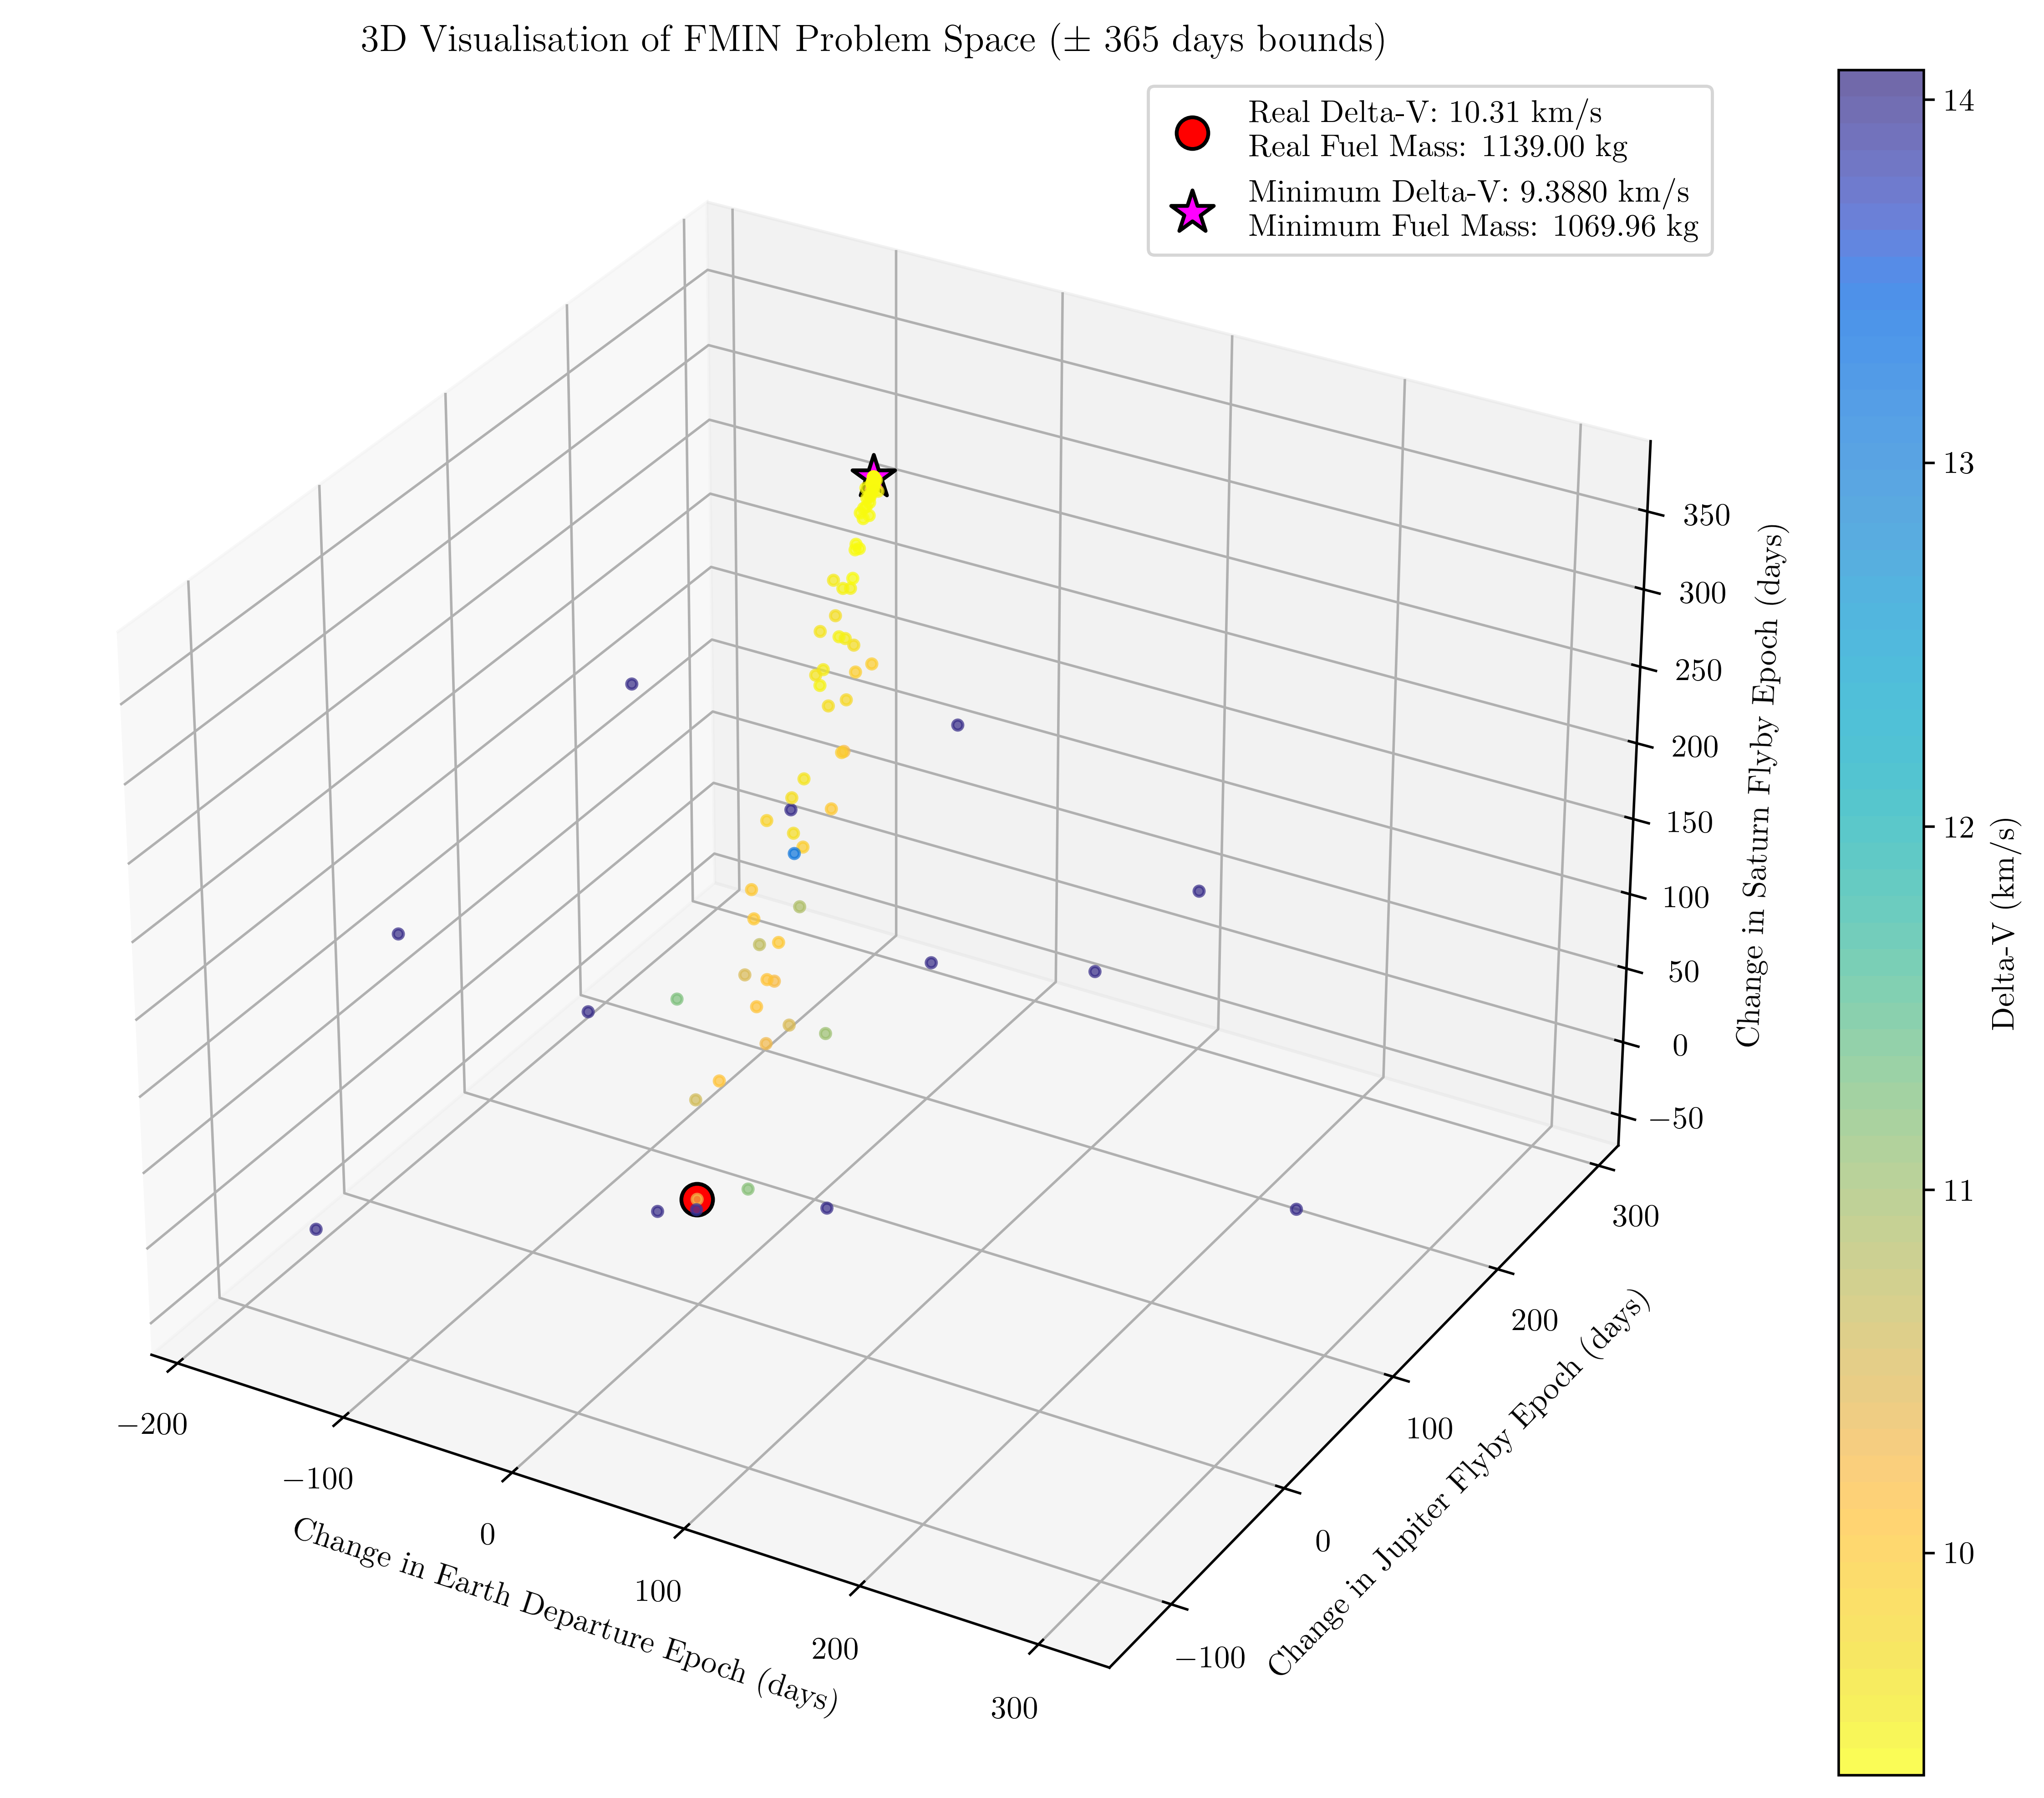 3D Visualisation of FMIN Problem Space (± 365 days bounds)
Real Delta-V: 10.31 km/s
Real Fuel Mass: 1139.00 kg
Minimum Delta-V: 9.3880 km/s
Minimum Fuel Mass: 1069.96 kg
14
13
12
11
10
Delta-V (km/s)
350
300
250
200
150
100
50
0
−50
Change in Saturn Flyby Epoch (days)
300
200
100
0
−100
Change in Jupiter Flyby Epoch (days)
−200
−100
0
100
200
300
Change in Earth Departure Epoch (days)